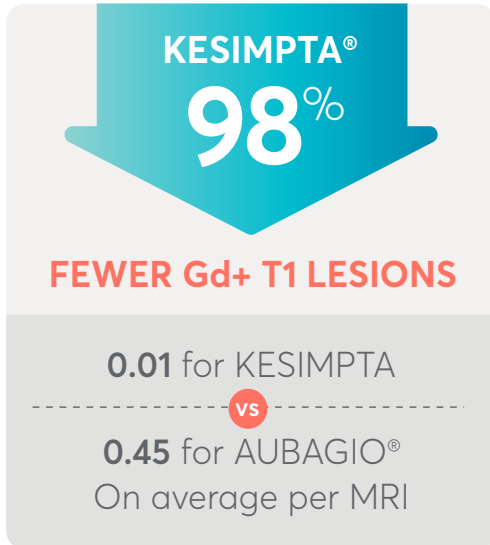 KESIMPTA®
98%
FEWER Gd+ T1 LESIONS
0.01 for KESIMPTA
vs
0.45 for AUBAGIO®
On average per MRI